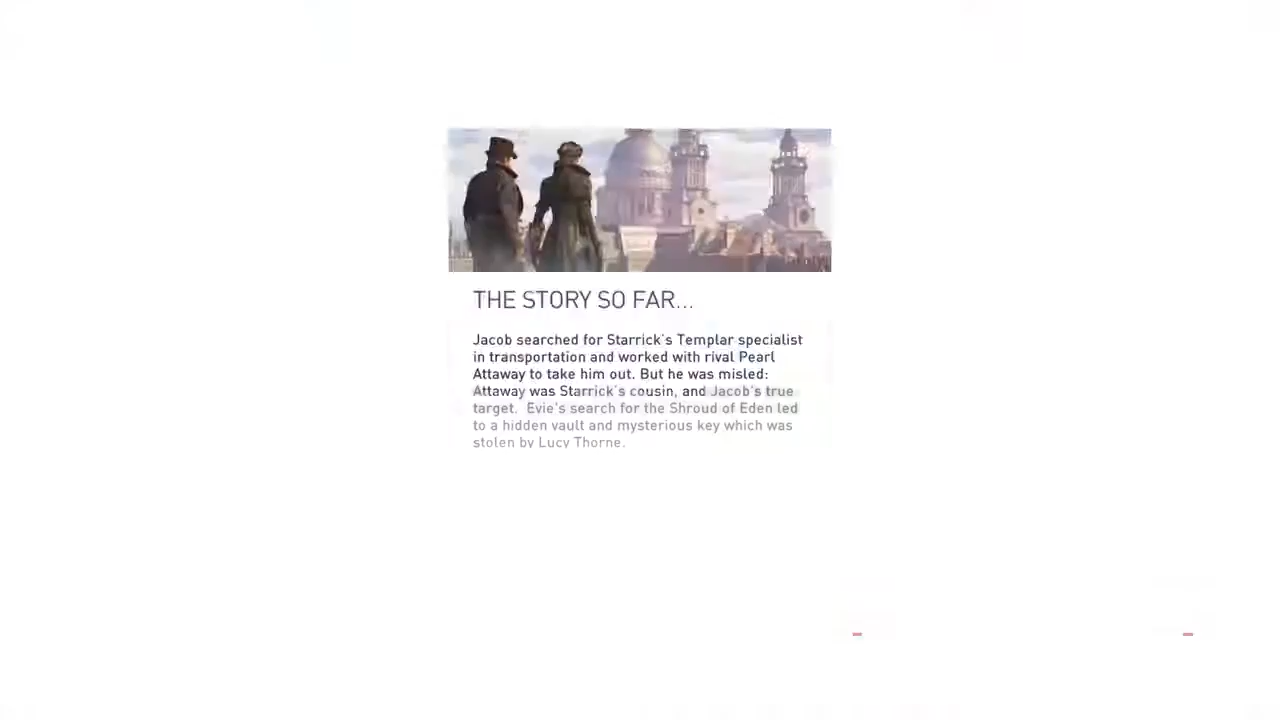 THE STORY SO FAR...
Jacob searched for Starrick's Templar specialist
in transportation and worked with rival Pearl
Attaway to take him out. But he was misled:
Attaway was Starrick's cousin, and Jacob's true
target.  Evie's search for the Shroud of Eden led
to a hidden vault and mysterious key which was
stolen by Lucy Thorne.